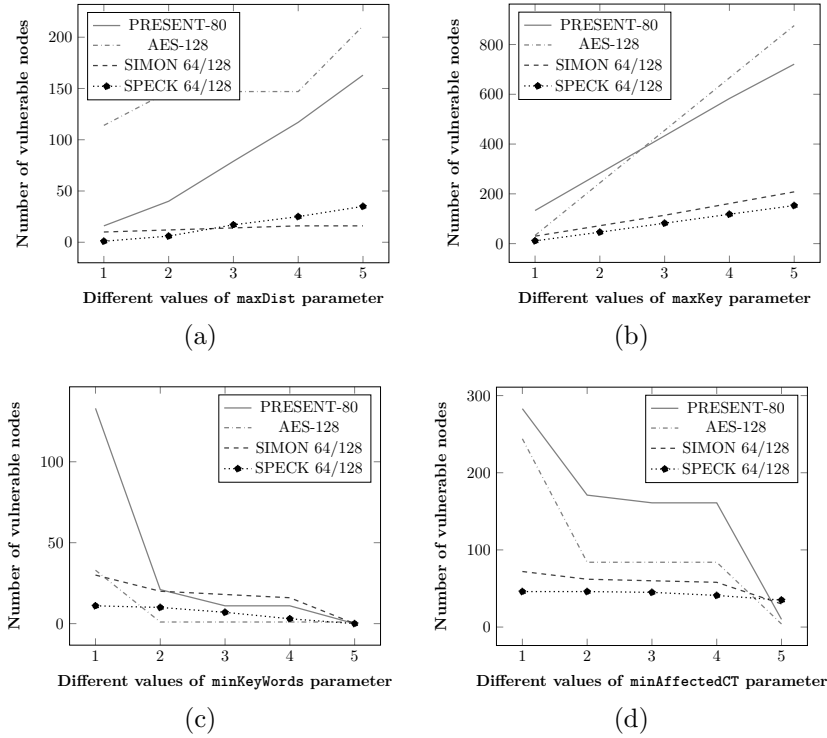 PRESENT-80
AES-128
SIMON 64/128
SPECK 64/128
200
150
100
50
0
1 2 3 4 5
Number of vulnerable nodes
Different values of maxDist parameter
(a)
PRESENT-80
AES-128
SIMON 64/128
SPECK 64/128
800
600
400
200
0
1 2 3 4 5
Number of vulnerable nodes
Different values of maxKey parameter
(b)
PRESENT-80
AES-128
SIMON 64/128
SPECK 64/128
100
50
0
1 2 3 4 5
Number of vulnerable nodes
Different values of minKeyWords parameter
(c)
PRESENT-80
AES-128
SIMON 64/128
SPECK 64/128
300
200
100
0
1 2 3 4 5
Number of vulnerable nodes
Different values of minAffectedCT parameter
(d)